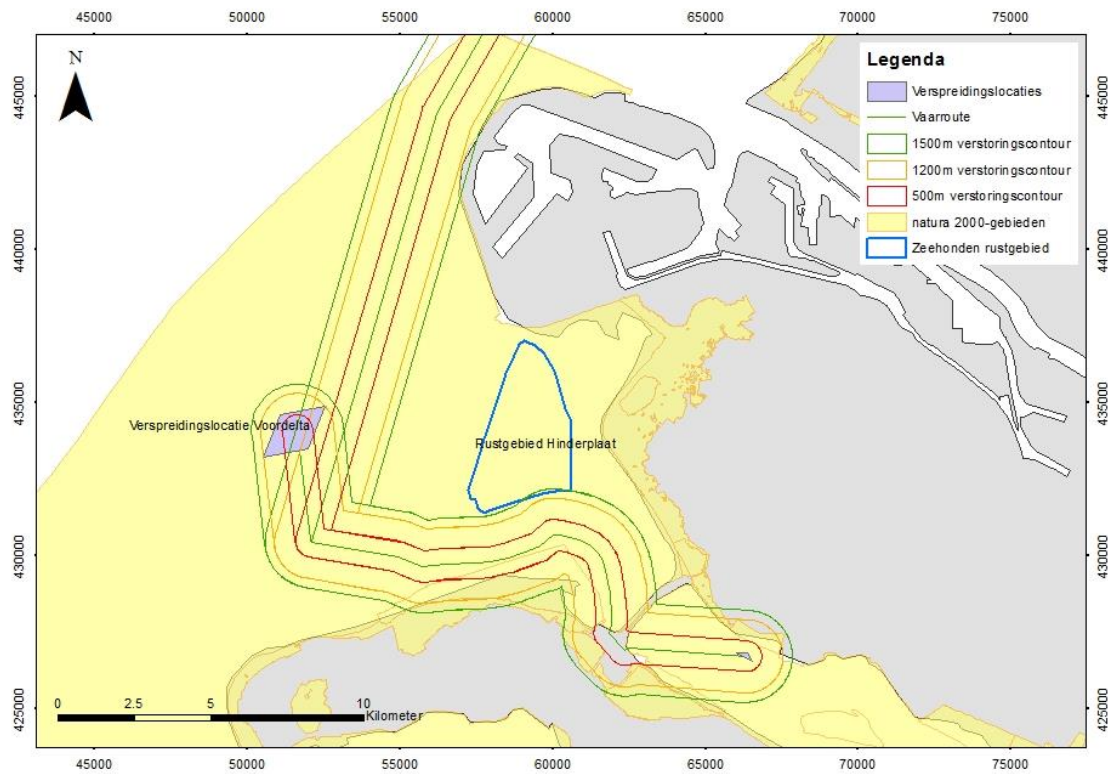 45000 50000 55000 60000 65000 70000 75000
N
Legenda
Verspreidingslocaties
Vaarroute
1500m verstoringscontour
1200m verstoringscontour
500m verstoringscontour
natura 2000-gebieden
Zeehonden rustgebied
445000 445000
440000 440000
435000 435000
Verspreidingslocatie Voordelta
Rustgebied Hinderplaat
430000 430000
425000 425000
0 2.5 5 10
Kilometer
45000 50000 55000 60000 65000 70000 75000